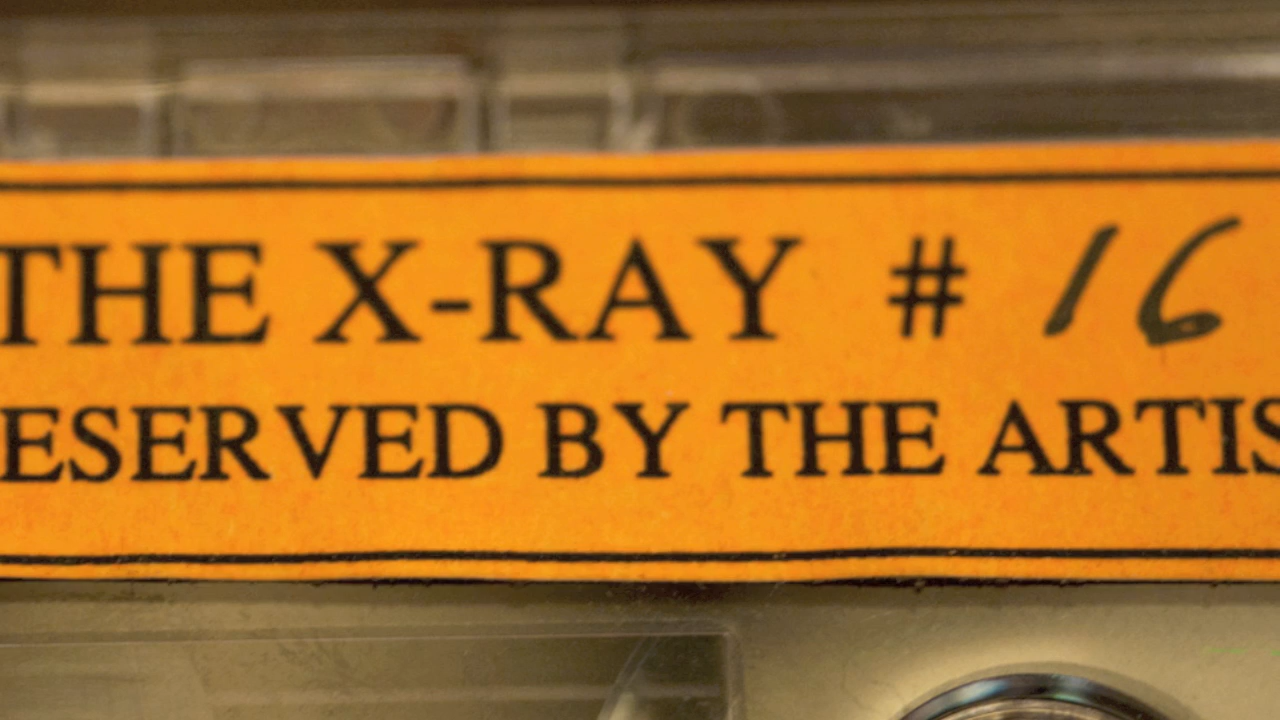 THE X-RAY # 16
ESERVED BY THE ARTIS